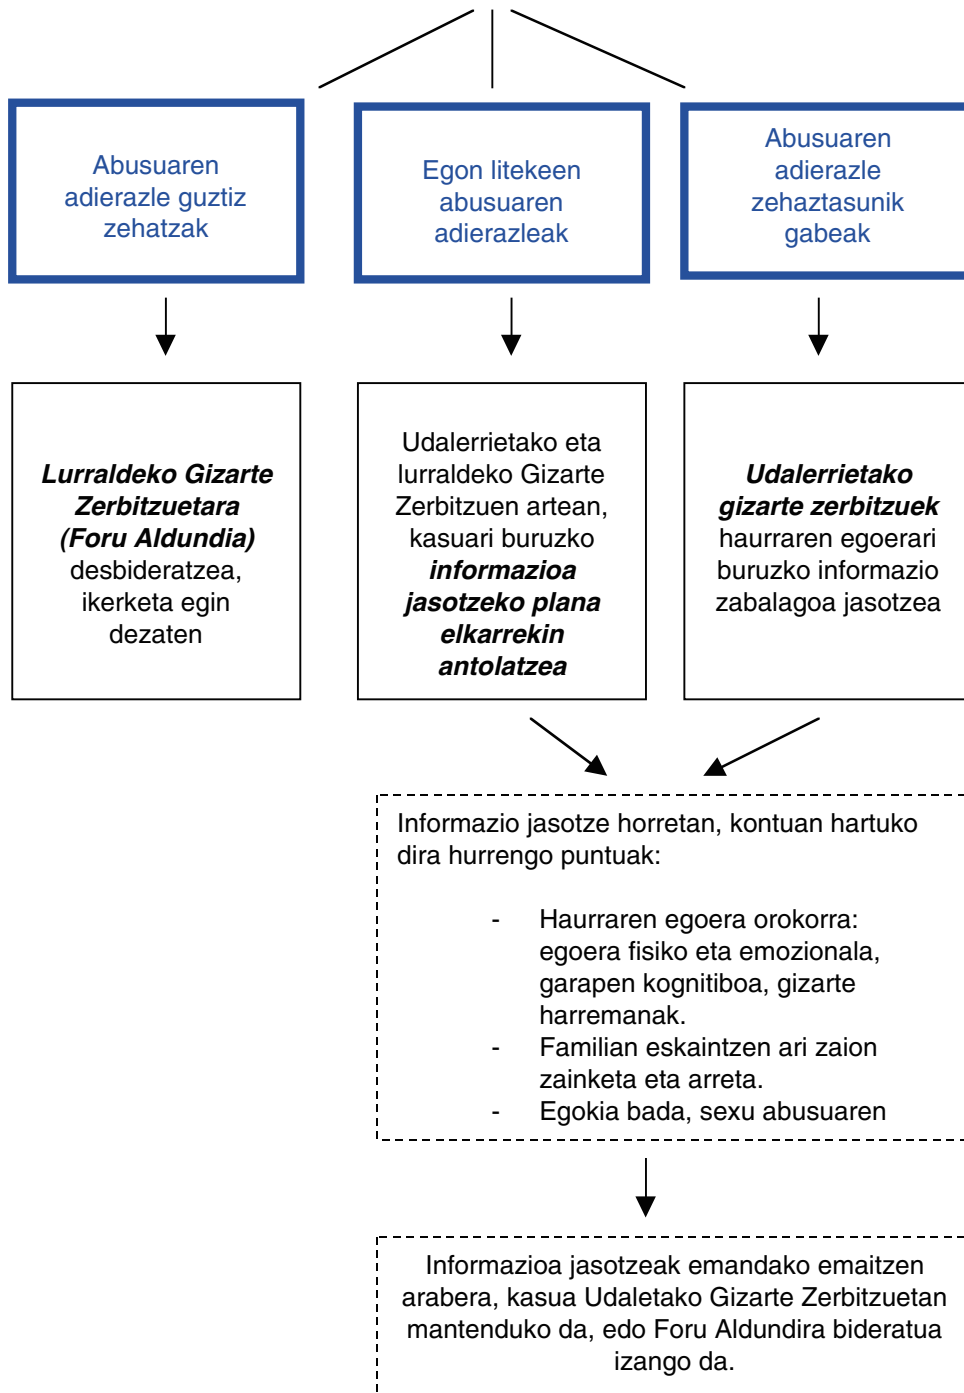 Abusuaren
adierazle guztiz
zehatzak
Egon litekeen
abusuaren
adierazleak
Abusuaren
adierazle
zehaztasunik
gabeak
Lurraldeko Gizarte
Zerbitzuetara
(Foru Aldundia)
desbideratzea,
ikerketa egin
dezaten
Udalerrietako eta
lurraldeko Gizarte
Zerbitzuen artean,
kasuari buruzko
informazioa
jasotzeko plana
elkarrekin
antolatzea
Udalerrietako
gizarte zerbitzuek
haurraren egoerari
buruzko informazio
zabalagoa jasotzea
Informazio jasotze horretan, kontuan hartuko
dira hurrengo puntuak:
- Haurraren egoera orokorra:
egoera fisiko eta emozionala,
garapen kognitiboa, gizarte
harremanak.
- Familian eskaintzen ari zaion
zainketa eta arreta.
- Egokia bada, sexu abusuaren
Informazioa jasotzeak emandako emaitzen
arabera, kasua Udaletako Gizarte Zerbitzuetan
mantenduko da, edo Foru Aldundira bideratua
izango da.